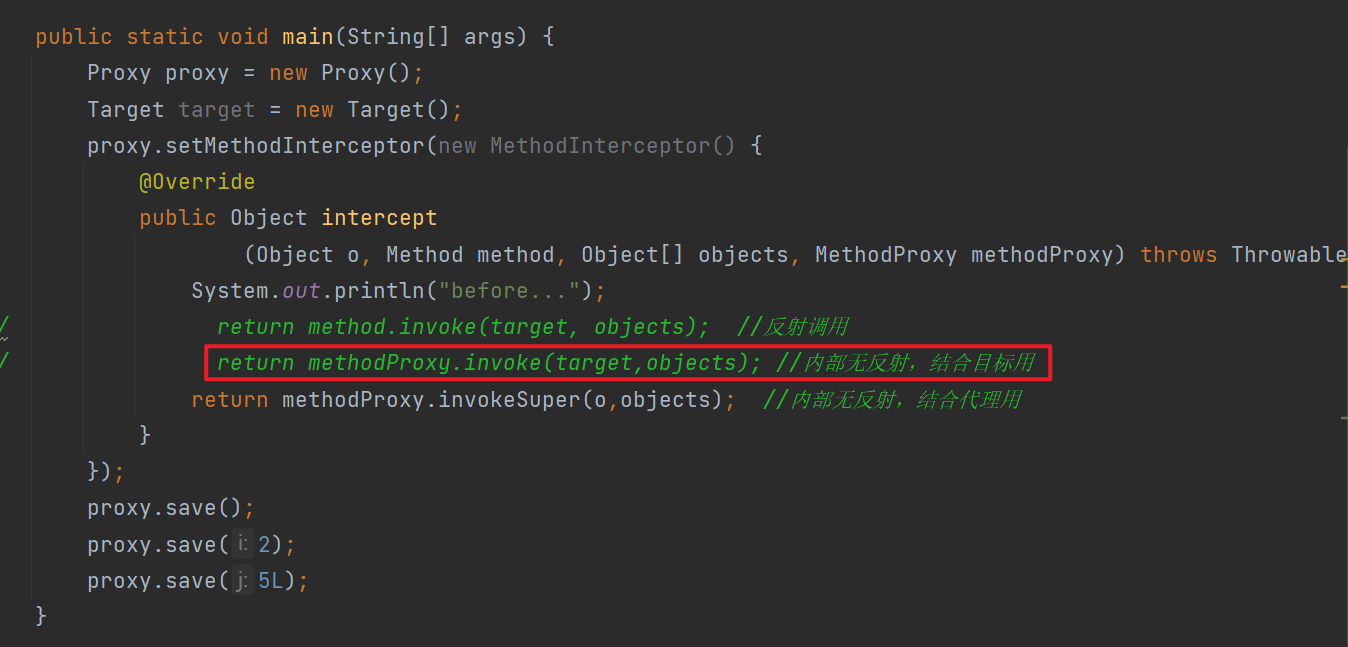 public static void main(String[] args) {
Proxy proxy = new Proxy();
Target target = new Target();
proxy.setMethodInterceptor(new MethodInterceptor() {
@Override
public Object intercept
(Object o, Method method, Object[] objects, MethodProxy methodProxy) throws Throwable
System.out.println("before...");
/ return method.invoke(target, objects); //反射调用
/ return methodProxy.invoke(target,objects); //内部无反射，结合目标用
return methodProxy.invokeSuper(o,objects); //内部无反射，结合代理用
}
});
proxy.save();
proxy.save( i: 2);
proxy.save( j: 5L);
}